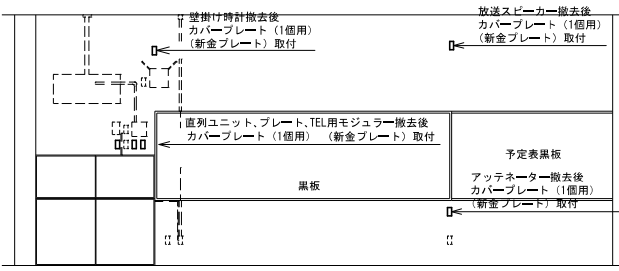 壁掛け時計撤去後
カバープレート（1個用）
（新金プレート）取付
放送スピーカー撤去後
カバープレート（1個用）
（新金プレート）取付
直列ユニット、プレート、TEL用モジュラー撤去後
カバープレート（1個用）　（新金プレート）取付
黒板
予定表黒板
アッテネーター撤去後
カバープレート（1個用）
（新金プレート）取付